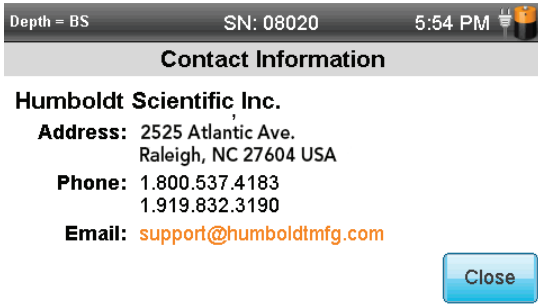 Depth = BS SN: 08020 5:54 PM
Contact Information
Humboldt Scientific, Inc.
Address: 2525 Atlantic Ave.
Raleigh, NC 27604 USA
Phone: 1.800.537.4183
1.919.832.3190
Email: support@humboldtmfg.com
Close